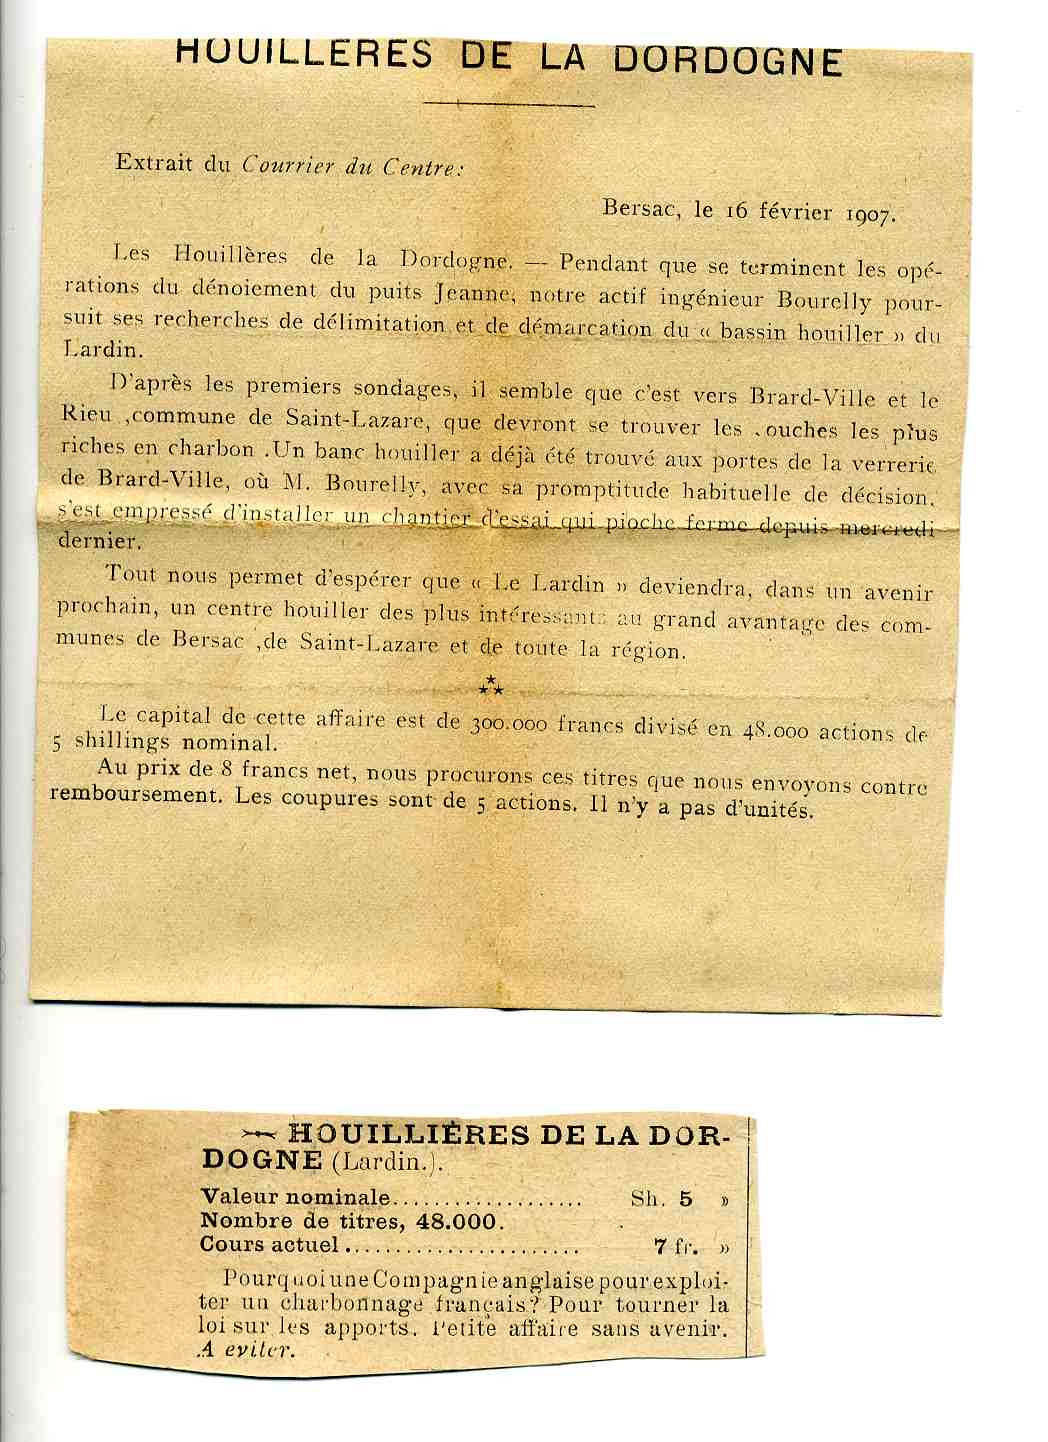 HOUILLERES DE LA DORDOGNE
Extrait du Courrier du Centre:
Bersac, le 16 février 1907.
Les Houillères de la Dordogne. — Pendant que se terminent les opé-
rations du dénoiement du puits Jeanne, notre actif ingénieur Bourelly pour-
suit ses recherches de délimitation et de démarcation du « bassin houiller » du
Lardin.
D'après les premiers sondages, il semble que c'est vers Brard-Ville et le
Rieu ,commune de Saint-Lazare, que devront se trouver les .ouches les plus
riches en charbon .Un banc houiller a déjà été trouvé aux portes de la verrerie
de Brard-Ville, où M. Bourelly, avec sa promptitude habituelle de décision,
s'est empressé d'installer un chantier d'essai qui pioche ferme depuis mercredi
dernier.
Tout nous permet d'espérer que « Le Lardin » deviendra, dans un avenir
prochain, un centre houiller des plus intéressants au grand avantage des com-
munes de Bersac ,de Saint-Lazare et de toute la région.
⁂
Le capital de cette affaire est de 300.000 francs divisé en 48.000 actions de
5 shillings nominal.
Au prix de 8 francs net, nous procurons ces titres que nous envoyons contre
remboursement. Les coupures sont de 5 actions. Il n'y a pas d'unités.
HOUILLIÈRES DE LA DOR-
DOGNE (Lardin.).
Valeur nominale................... Sh. 5 »
Nombre de titres, 48.000.
Cours actuel....................... 7 fr. »
Pourquoi une Compagnie anglaise pour exploi-
ter un charbonnage français? Pour tourner la
loi sur les apports. Petite affaire sans avenir.
A eviter.